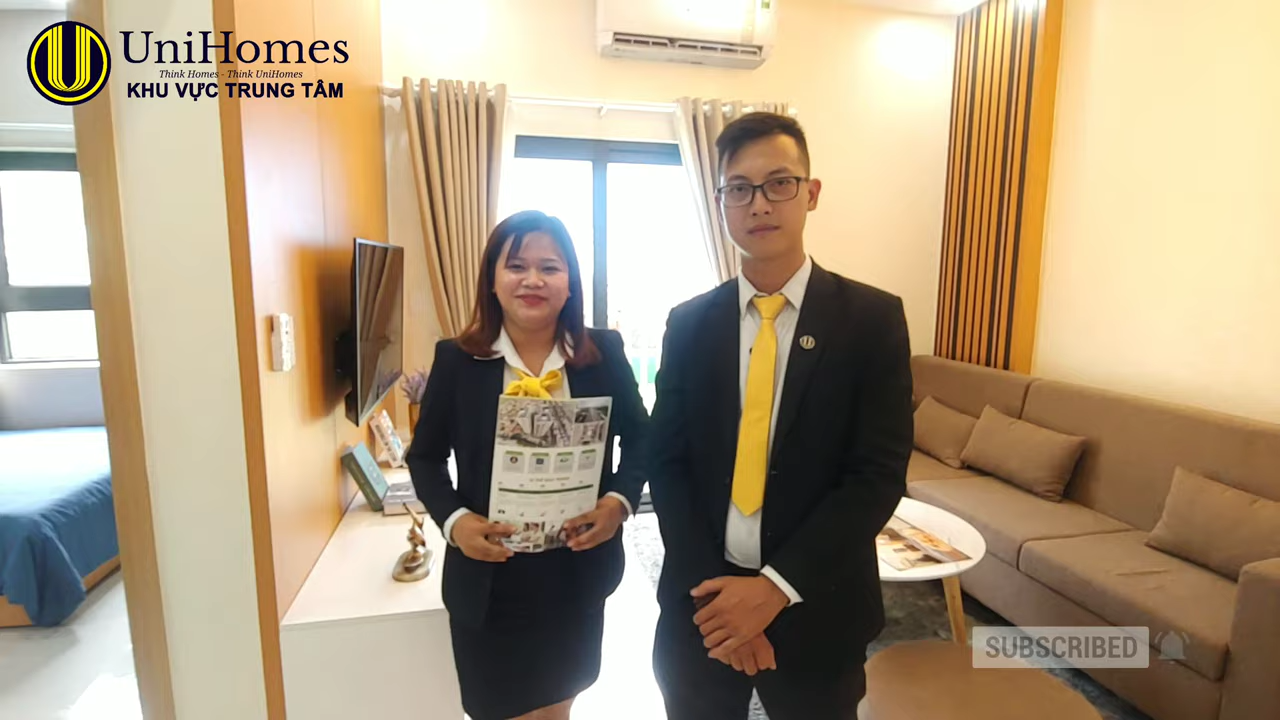 UniHomes
Think Homes - Think UniHomes
KHU VỰC TRUNG TÂM
SUBSCRIBED